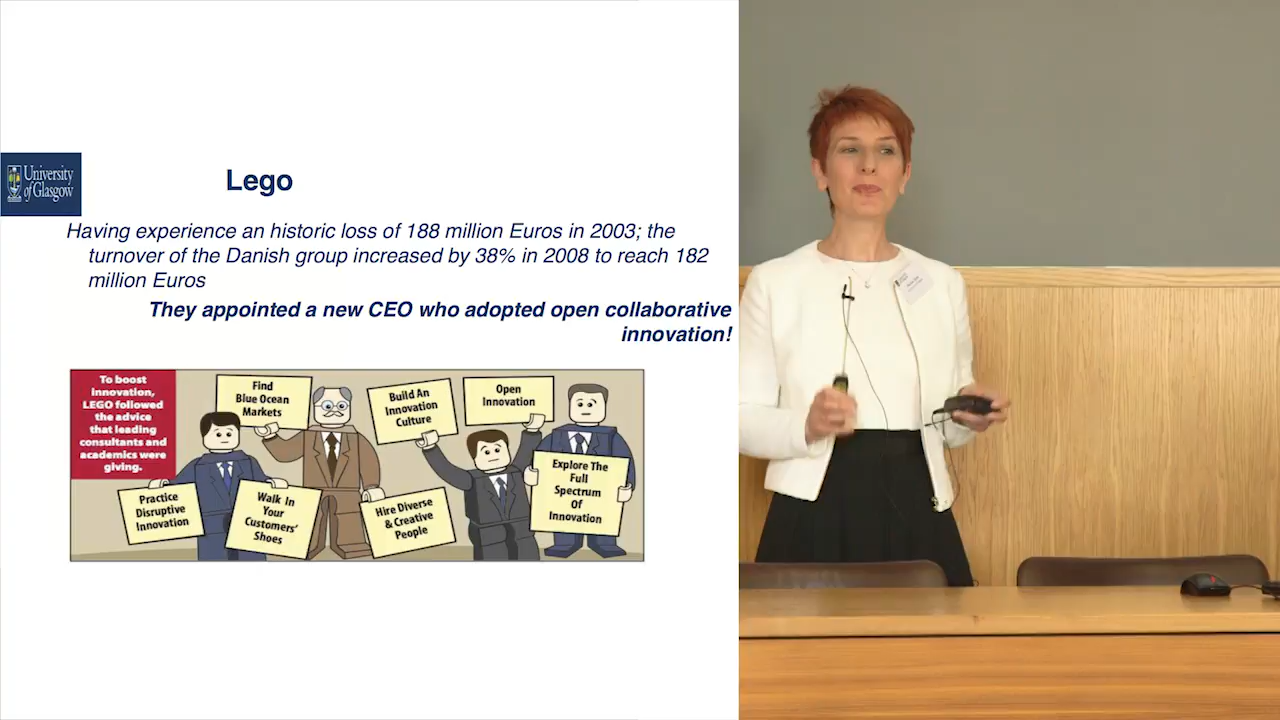 University
of Glasgow
Lego
Having experience an historic loss of 188 million Euros in 2003; the
turnover of the Danish group increased by 38% in 2008 to reach 182
million Euros
They appointed a new CEO who adopted open collaborative
innovation!
To boost
innovation,
LEGO followed
the advice
that leading
consultants and
academics were
giving.
Find
Blue Ocean
Markets
Build An
Innovation
Culture
Open
Innovation
Practice
Disruptive
Innovation
Walk In
Your
Customers'
Shoes
Hire Diverse
& Creative
People
Explore The
Full
Spectrum
Of
Innovation